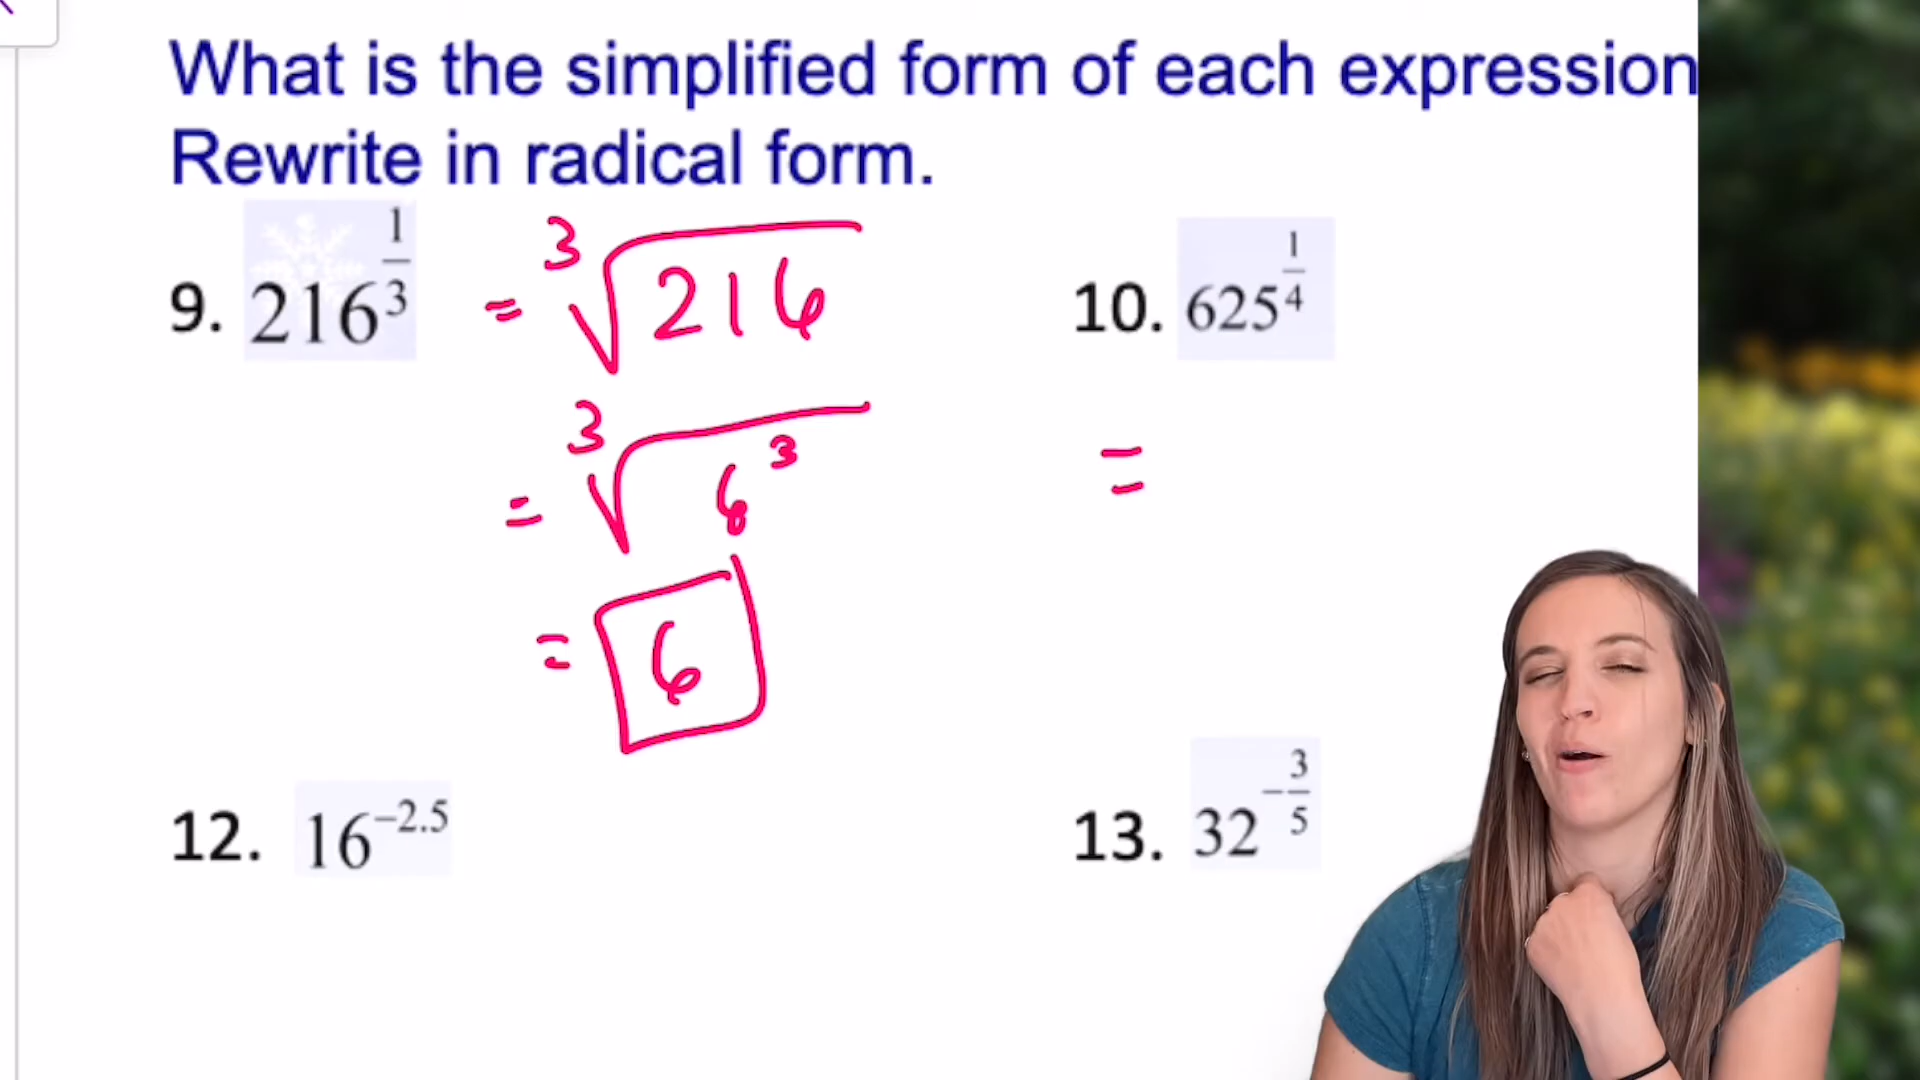 What is the simplified form of each expression
Rewrite in radical form.
9. 216^(1/3) = ∛216
= ∛6³
= 6
10. 625^(1/4)
=
12. 16^(-2.5)
13. 32^(-3/5)